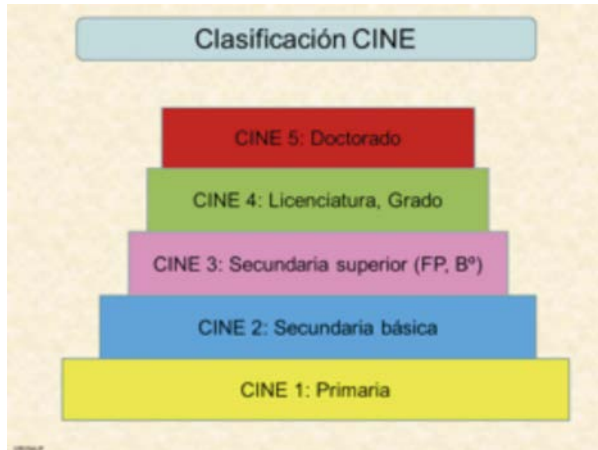 Clasificación CINE
CINE 5: Doctorado
CINE 4: Licenciatura, Grado
CINE 3: Secundaria superior (FP, Bº)
CINE 2: Secundaria básica
CINE 1: Primaria